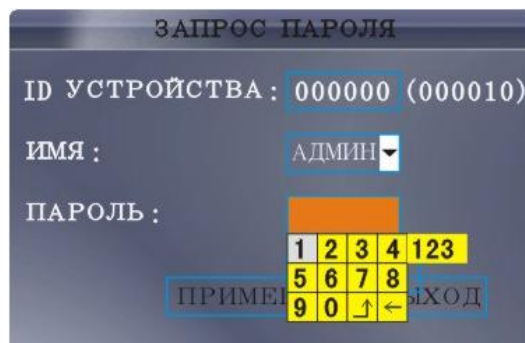 ЗАПРОС ПАРОЛЯ
ID УСТРОЙСТВА: 000000 (000010)
ИМЯ: АДМИН
ПАРОЛЬ:
1 2 3 4 123
5 6 7 8
9 0 ←